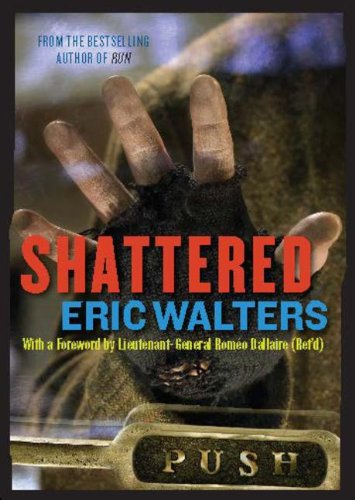 FROM THE BESTSELLING
AUTHOR OF RUN
SHATTERED
ERIC WALTERS
With a Foreword by Lieutenant-General Roméo Dallaire (Ret'd)
PUSH